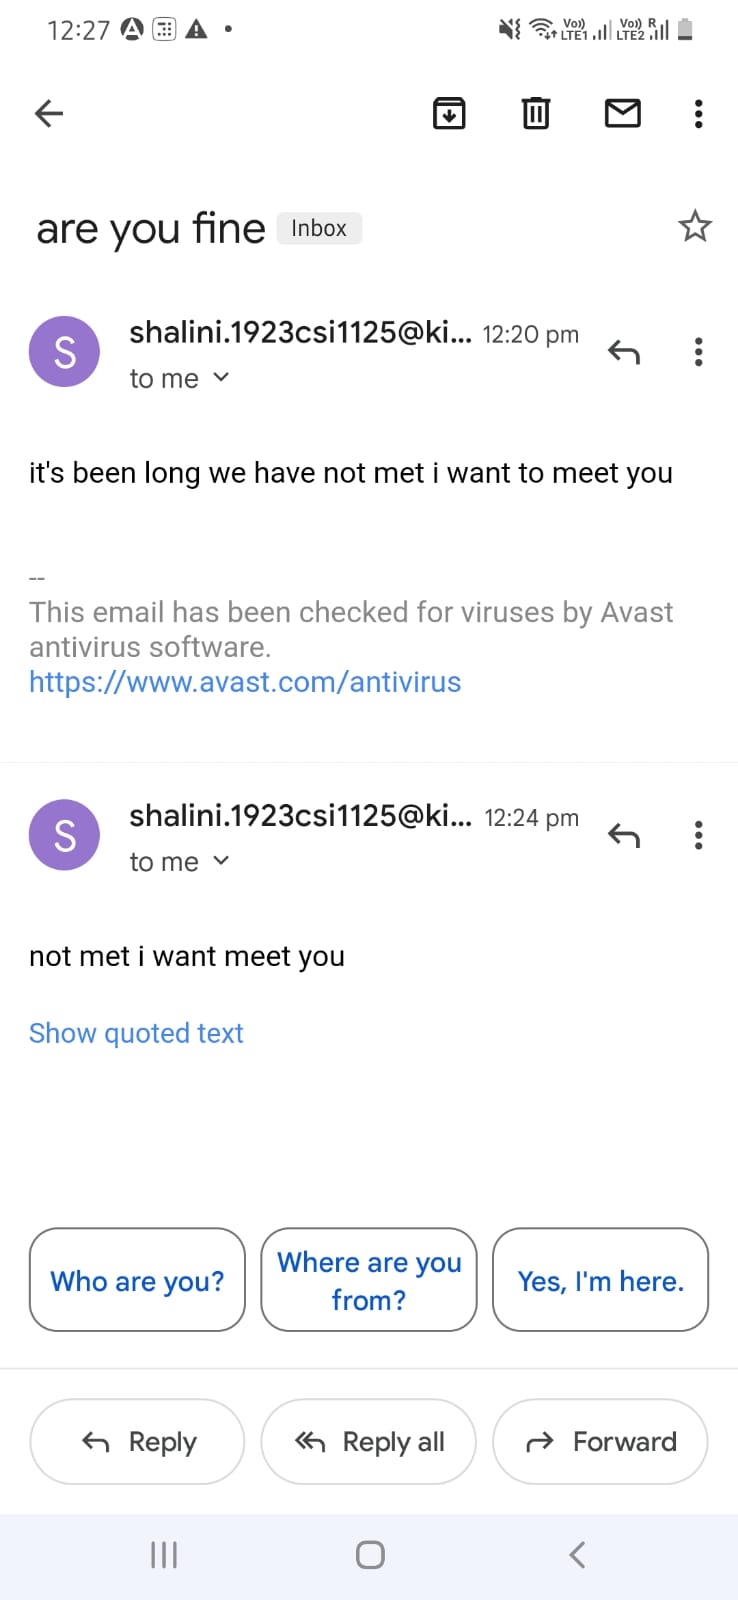 12:27
Vo)) LTE1 Vo)) R LTE2
are you fine Inbox
S
shalini.1923csi1125@ki... 12:20 pm
to me
it's been long we have not met i want to meet you
--
This email has been checked for viruses by Avast
antivirus software.
https://www.avast.com/antivirus
S
shalini.1923csi1125@ki... 12:24 pm
to me
not met i want meet you
Show quoted text
Who are you?
Where are you
from?
Yes, I'm here.
Reply
Reply all
Forward